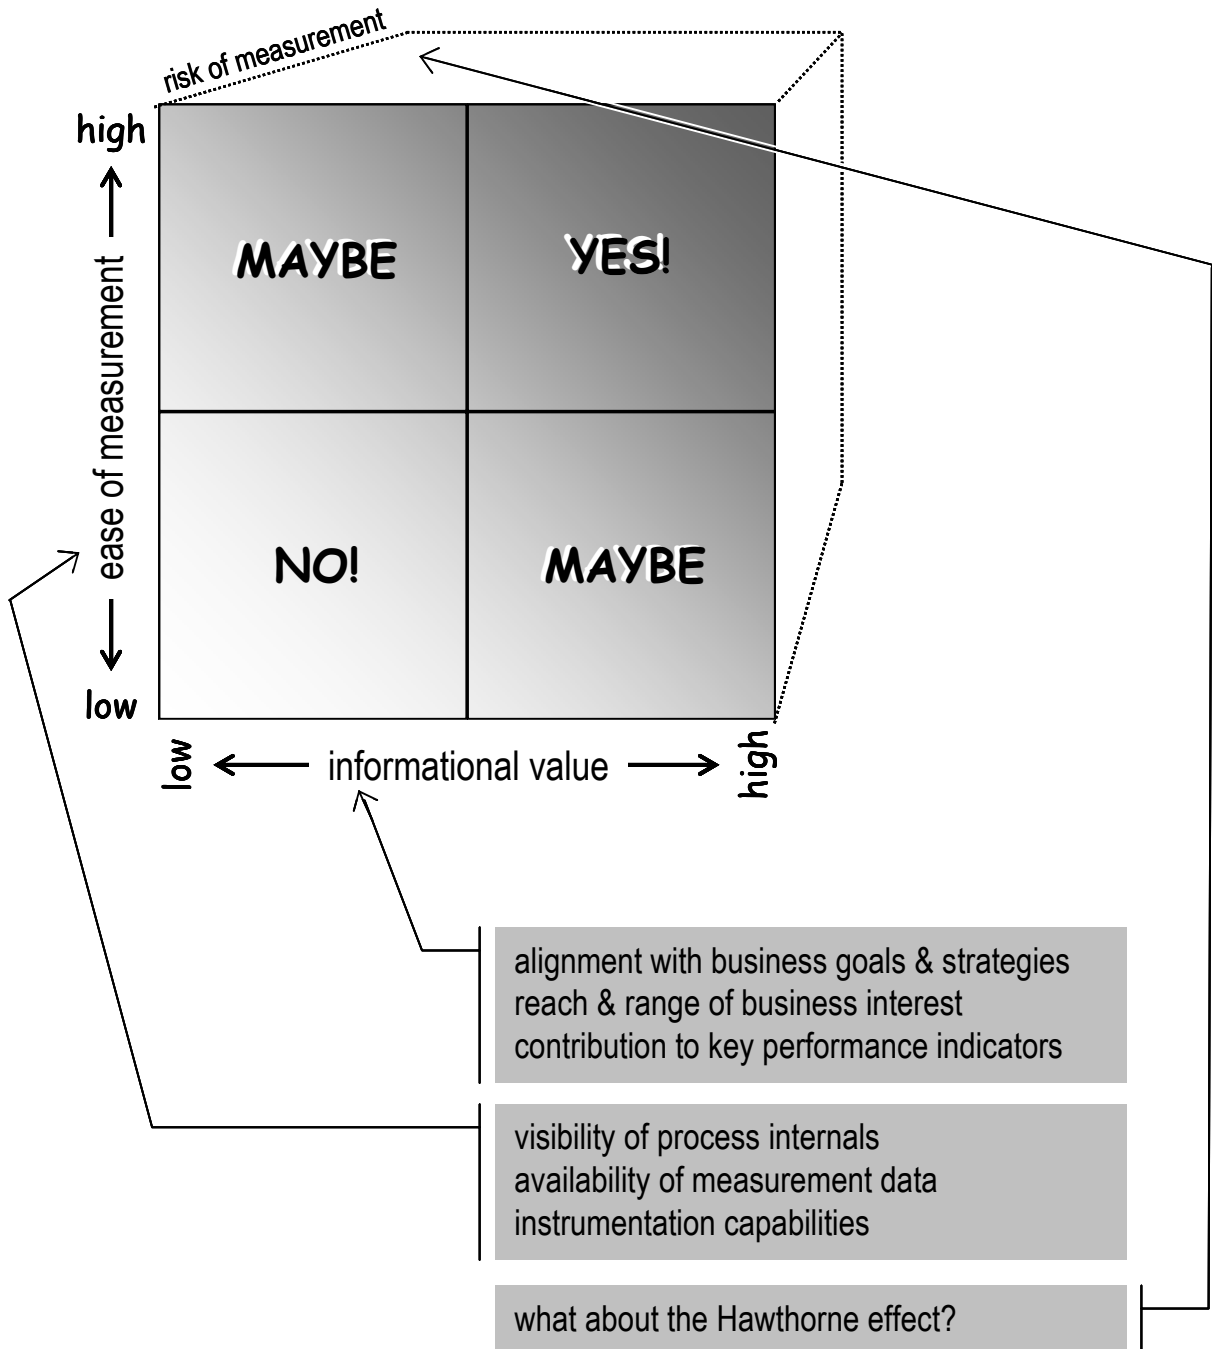 risk of measurement
high
MAYBE
YES!
ease of measurement
NO!
MAYBE
low
low
informational value
high
alignment with business goals & strategies
reach & range of business interest
contribution to key performance indicators
visibility of process internals
availability of measurement data
instrumentation capabilities
what about the Hawthorne effect?